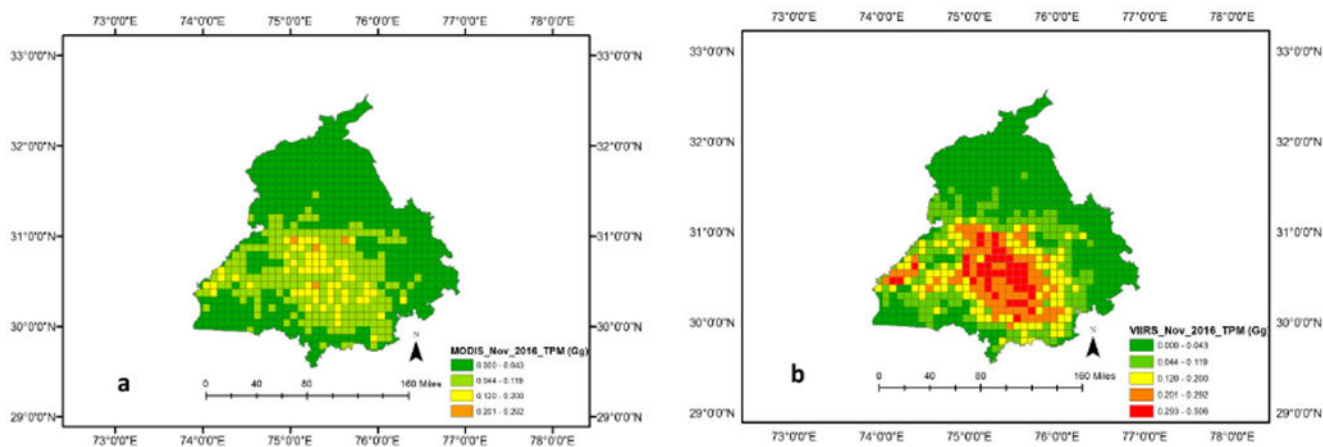 73°0'0"E 74°0'0"E 75°0'0"E 76°0'0"E 77°0'0"E 78°0'0"E
33°0'0"N 33°0'0"N
32°0'0"N 32°0'0"N
31°0'0"N 31°0'0"N
30°0'0"N 30°0'0"N
29°0'0"N 29°0'0"N
N
MODIS_Nov_2016_TPM (Gg)
0.000 - 0.043
0.044 - 0.119
0.120 - 0.200
0.201 - 0.292
a
0 40 80 160 Miles
73°0'0"E 74°0'0"E 75°0'0"E 76°0'0"E 77°0'0"E 78°0'0"E
73°0'0"E 74°0'0"E 75°0'0"E 76°0'0"E 77°0'0"E 78°0'0"E
33°0'0"N 33°0'0"N
32°0'0"N 32°0'0"N
31°0'0"N 31°0'0"N
30°0'0"N 30°0'0"N
29°0'0"N 29°0'0"N
N
VIIRS_Nov_2016_TPM (Gg)
0.000 - 0.043
0.044 - 0.119
0.120 - 0.200
0.201 - 0.292
0.293 - 0.506
b
0 40 80 160 Miles
73°0'0"E 74°0'0"E 75°0'0"E 76°0'0"E 77°0'0"E 78°0'0"E